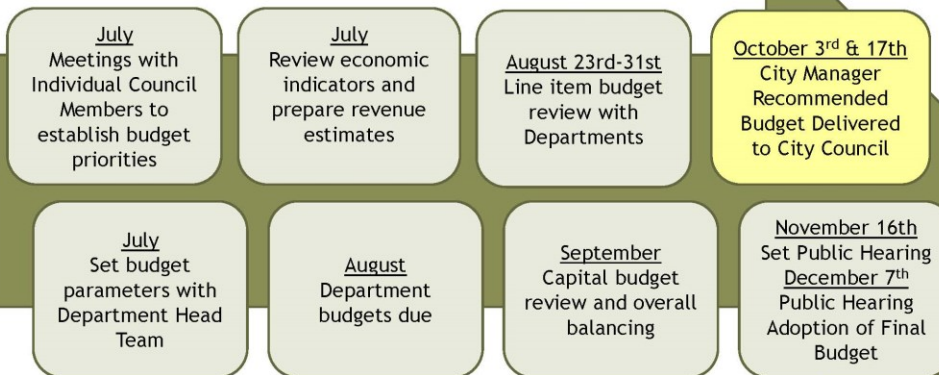 July
Meetings with
Individual Council
Members to
establish budget
priorities
July
Review economic
indicators and
prepare revenue
estimates
August 23rd-31st
Line item budget
review with
Departments
October 3rd & 17th
City Manager
Recommended
Budget Delivered
to City Council
July
Set budget
parameters with
Department Head
Team
August
Department
budgets due
September
Capital budget
review and overall
balancing
November 16th
Set Public Hearing
December 7th
Public Hearing
Adoption of Final
Budget